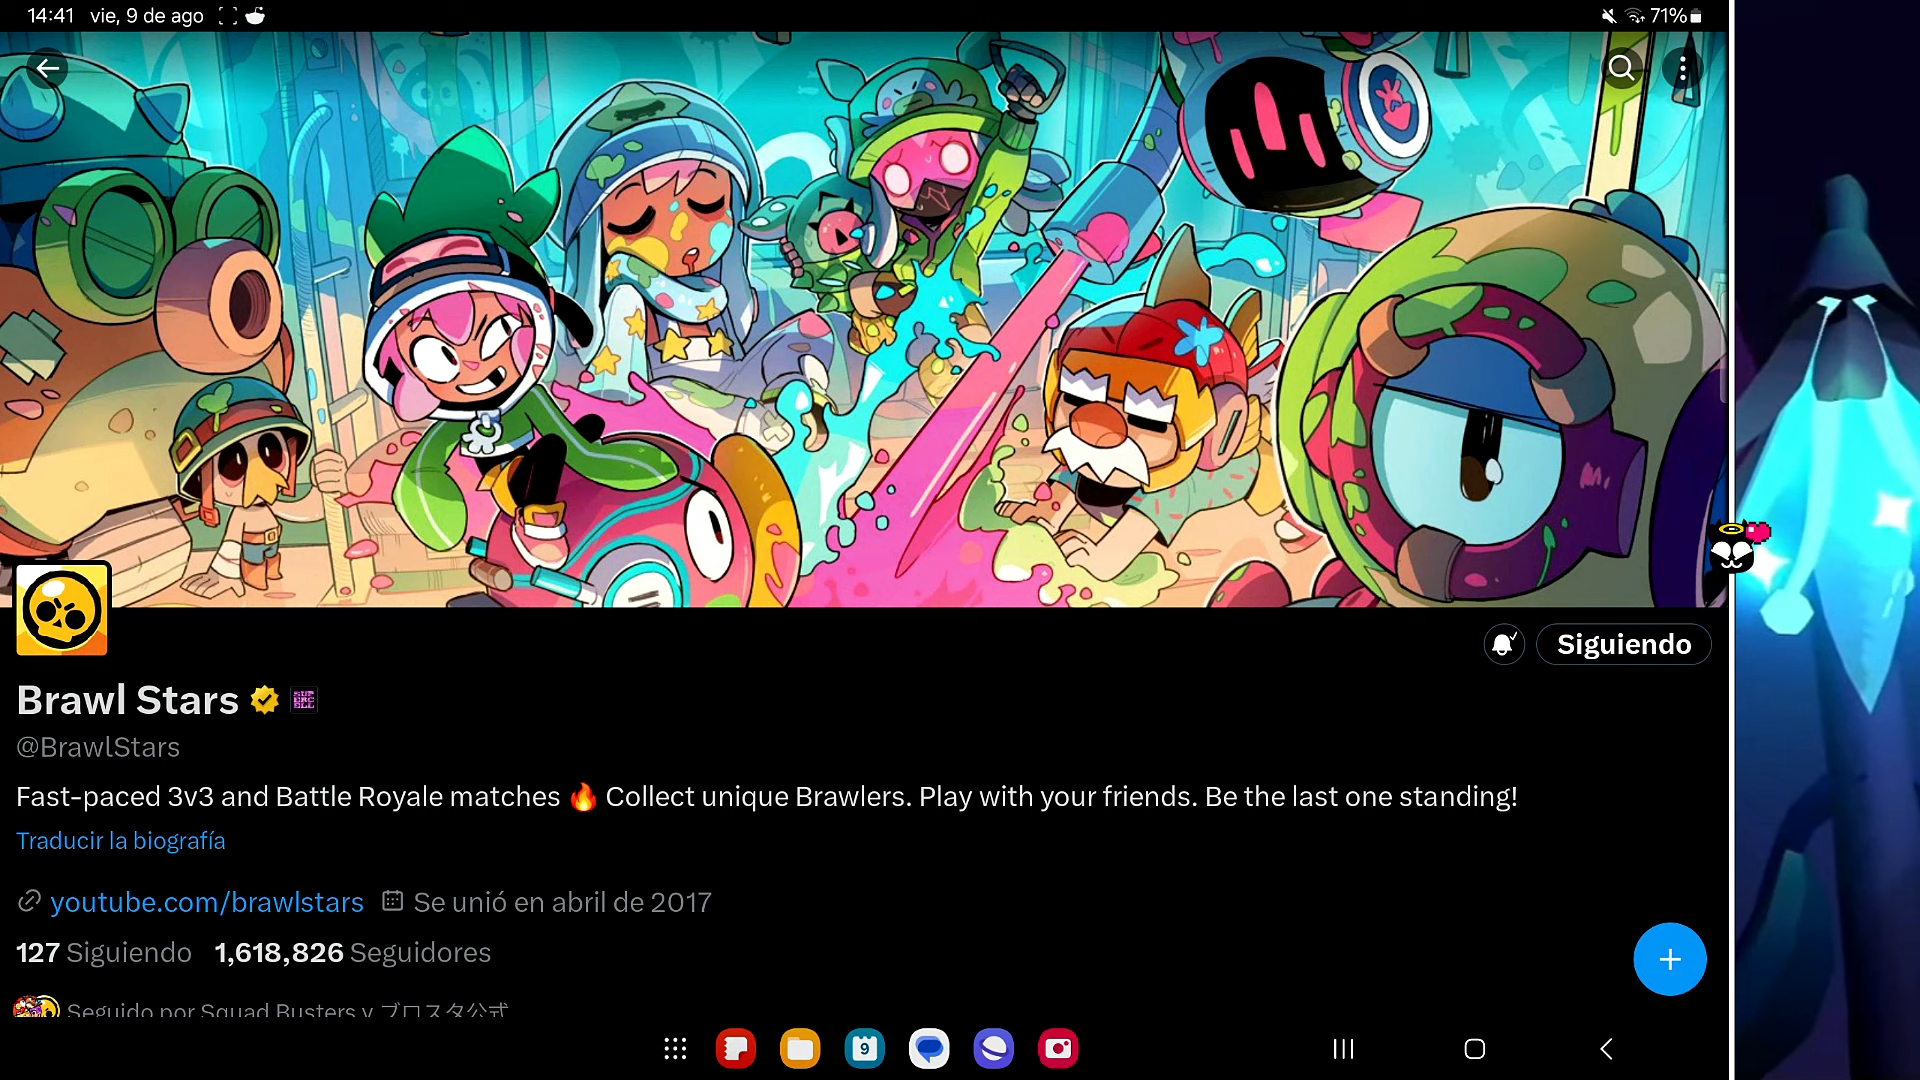 14:41 vie, 9 de ago 71%
Siguiendo
Brawl Stars
@BrawlStars
Fast-paced 3v3 and Battle Royale matches 🔥 Collect unique Brawlers. Play with your friends. Be the last one standing!
Traducir la biografía
youtube.com/brawlstars Se unió en abril de 2017
127 Siguiendo 1,618,826 Seguidores
Seguido por Squad Busters y ブロスタ公式
9